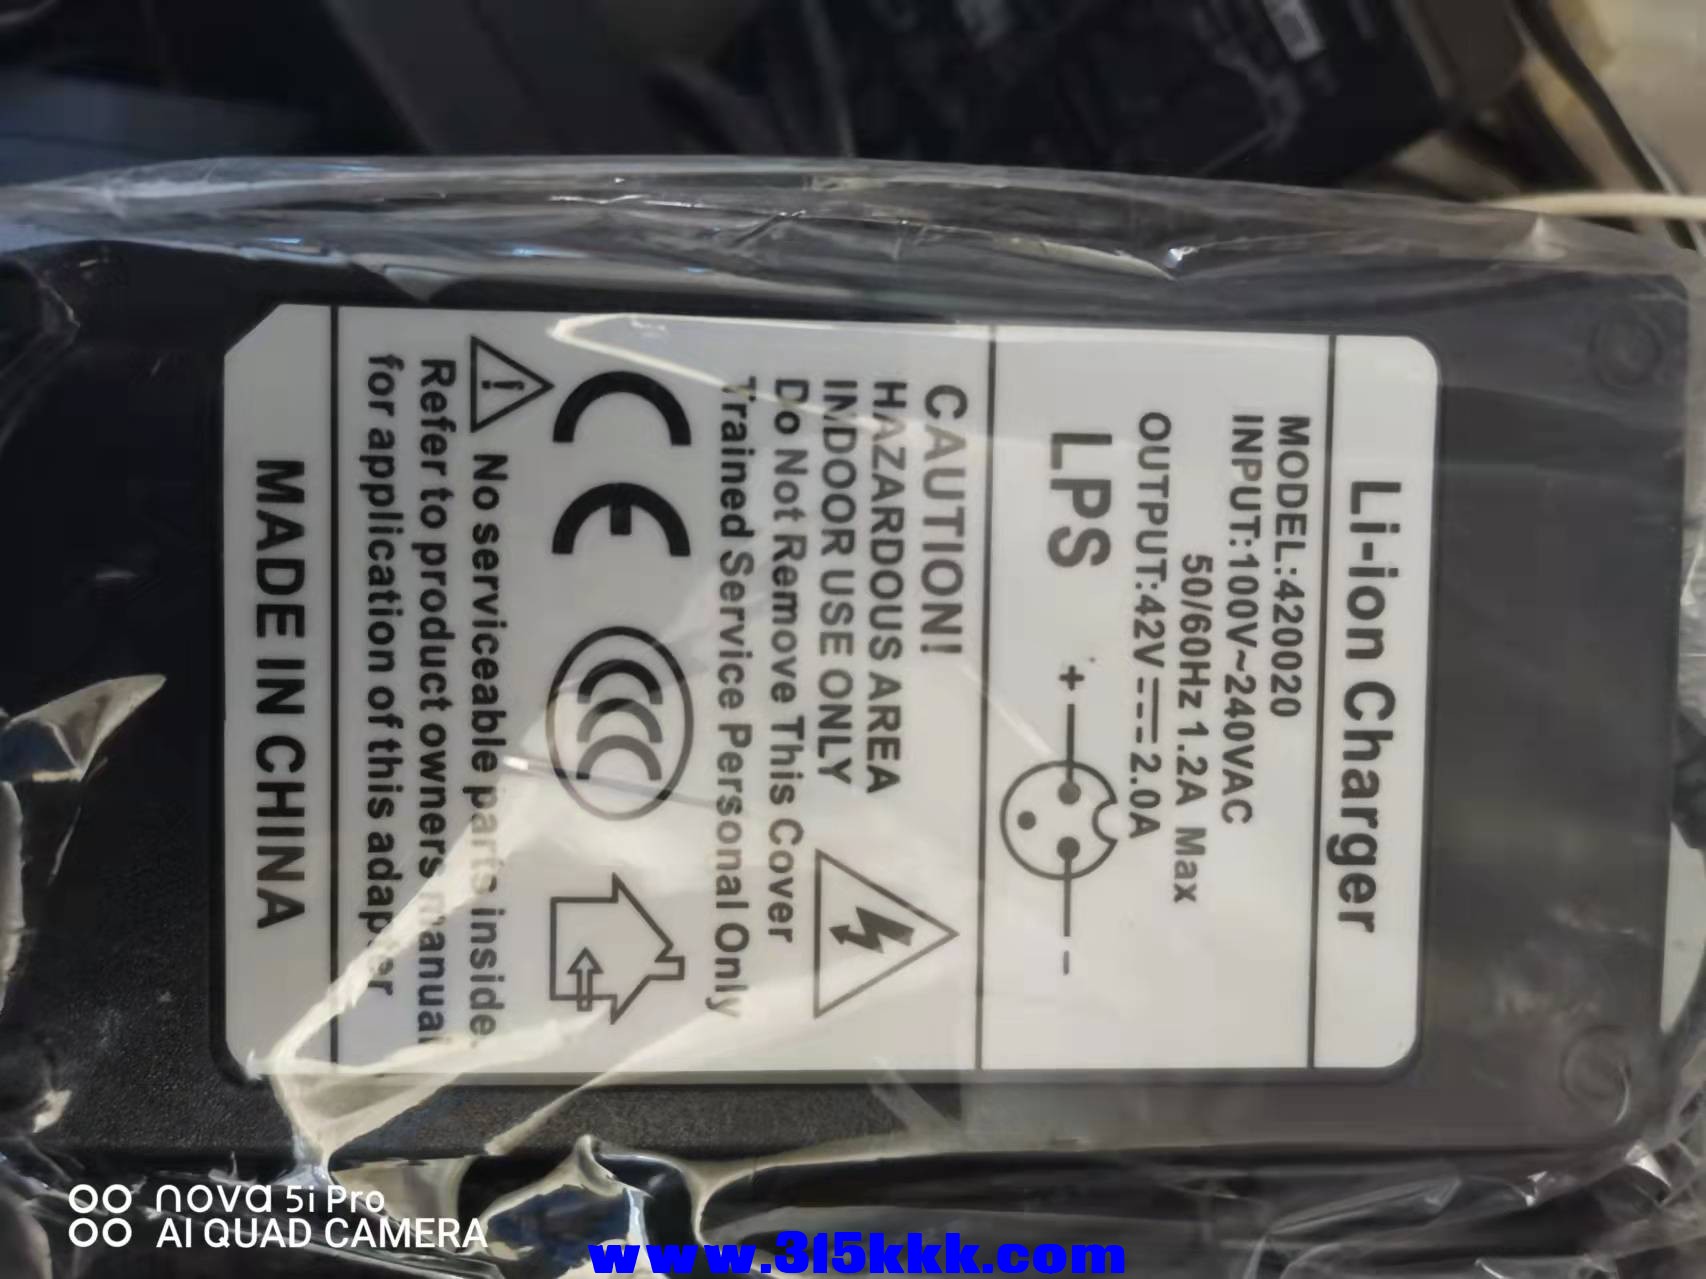 Li-ion Charger
MODEL:420020
INPUT:100V~240VAC
50/60Hz 1.2A Max
OUTPUT:42V⎓2.0A
LPS
+ -
CAUTION!
HAZARDOUS AREA
INDOOR USE ONLY
Do Not Remove This Cover
Trained Service Personal Only
CE CCC
! No serviceable parts inside.
Refer to product owners manual
for application of this adapter
MADE IN CHINA
nova 5i Pro
AI QUAD CAMERA
www.315kkk.com